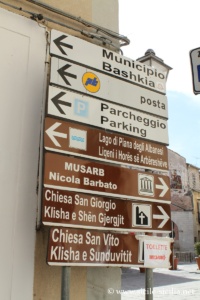 Municipio
Bashkia
posta
P
Parcheggio
Parking
Lago di Piana degli Albanesi
Liqeni i Horës së Arbëreshëvet
MUSARB
Nicola Barbato
Chiesa San Giorgio
Klisha e Shën Gjergjit
Chiesa San Vito
Klisha e Shënduvitit
TOILETTE